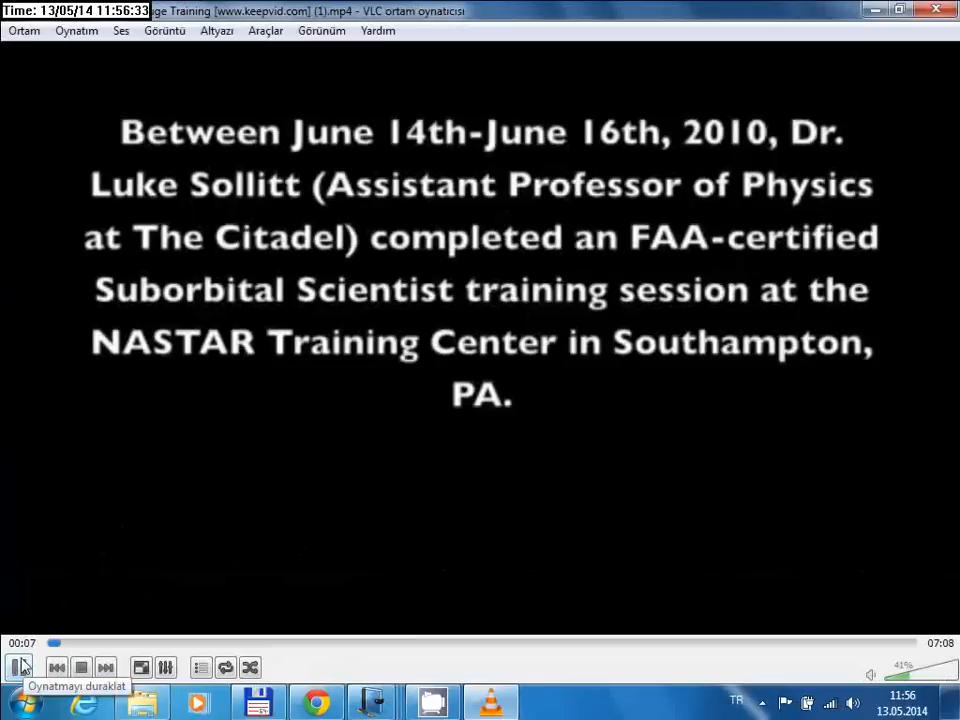 Time: 13/05/14 11:56:33
ge Training [www.keepvid.com] (1).mp4 - VLC ortam oynatıcısı
Ortam Oynatım Ses Görüntü Altyazı Araçlar Görünüm Yardım
Between June 14th-June 16th, 2010, Dr.
Luke Sollitt (Assistant Professor of Physics
at The Citadel) completed an FAA-certified
Suborbital Scientist training session at the
NASTAR Training Center in Southampton,
PA.
00:07 07:08
41%
Oynatmayı duraklat
TR
11:56
13.05.2014